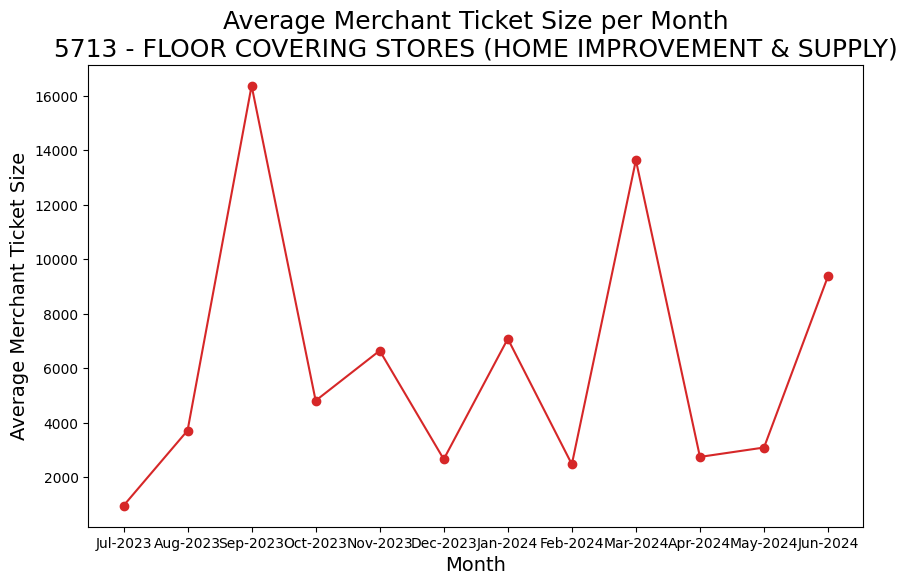 Average Merchant Ticket Size per Month
5713 - FLOOR COVERING STORES (HOME IMPROVEMENT & SUPPLY)
Average Merchant Ticket Size
16000
14000
12000
10000
8000
6000
4000
2000
Jul-2023 Aug-2023 Sep-2023 Oct-2023 Nov-2023 Dec-2023 Jan-2024 Feb-2024 Mar-2024 Apr-2024 May-2024 Jun-2024
Month